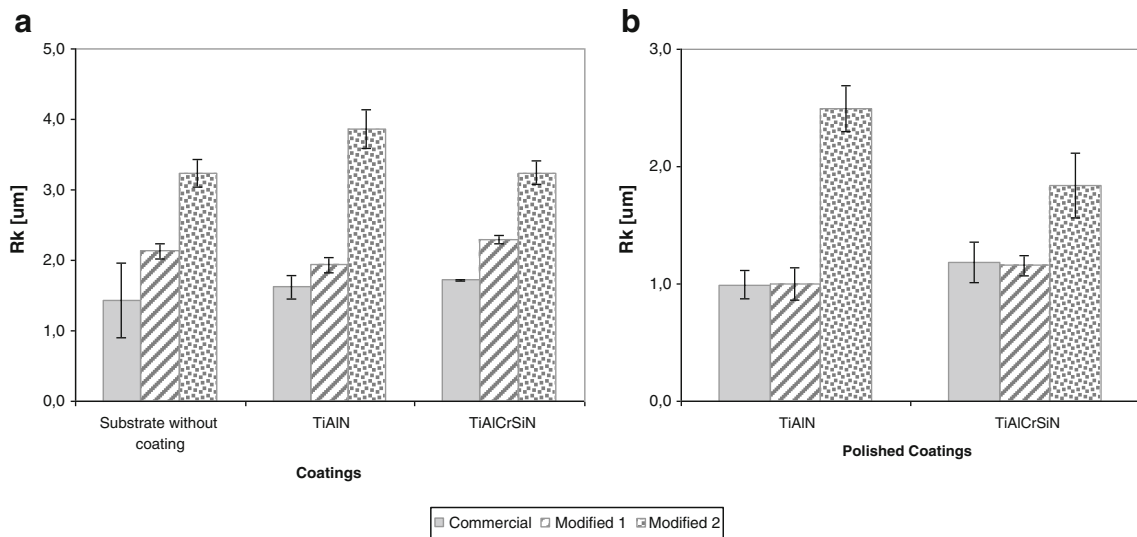 a
5,0
4,0
3,0
2,0
1,0
0,0
Rk [um]
Substrate without
coating
TiAlN
TiAlCrSiN
Coatings
b
3,0
2,0
1,0
0,0
Rk [um]
TiAlN
TiAlCrSiN
Polished Coatings
Commercial Modified 1 Modified 2